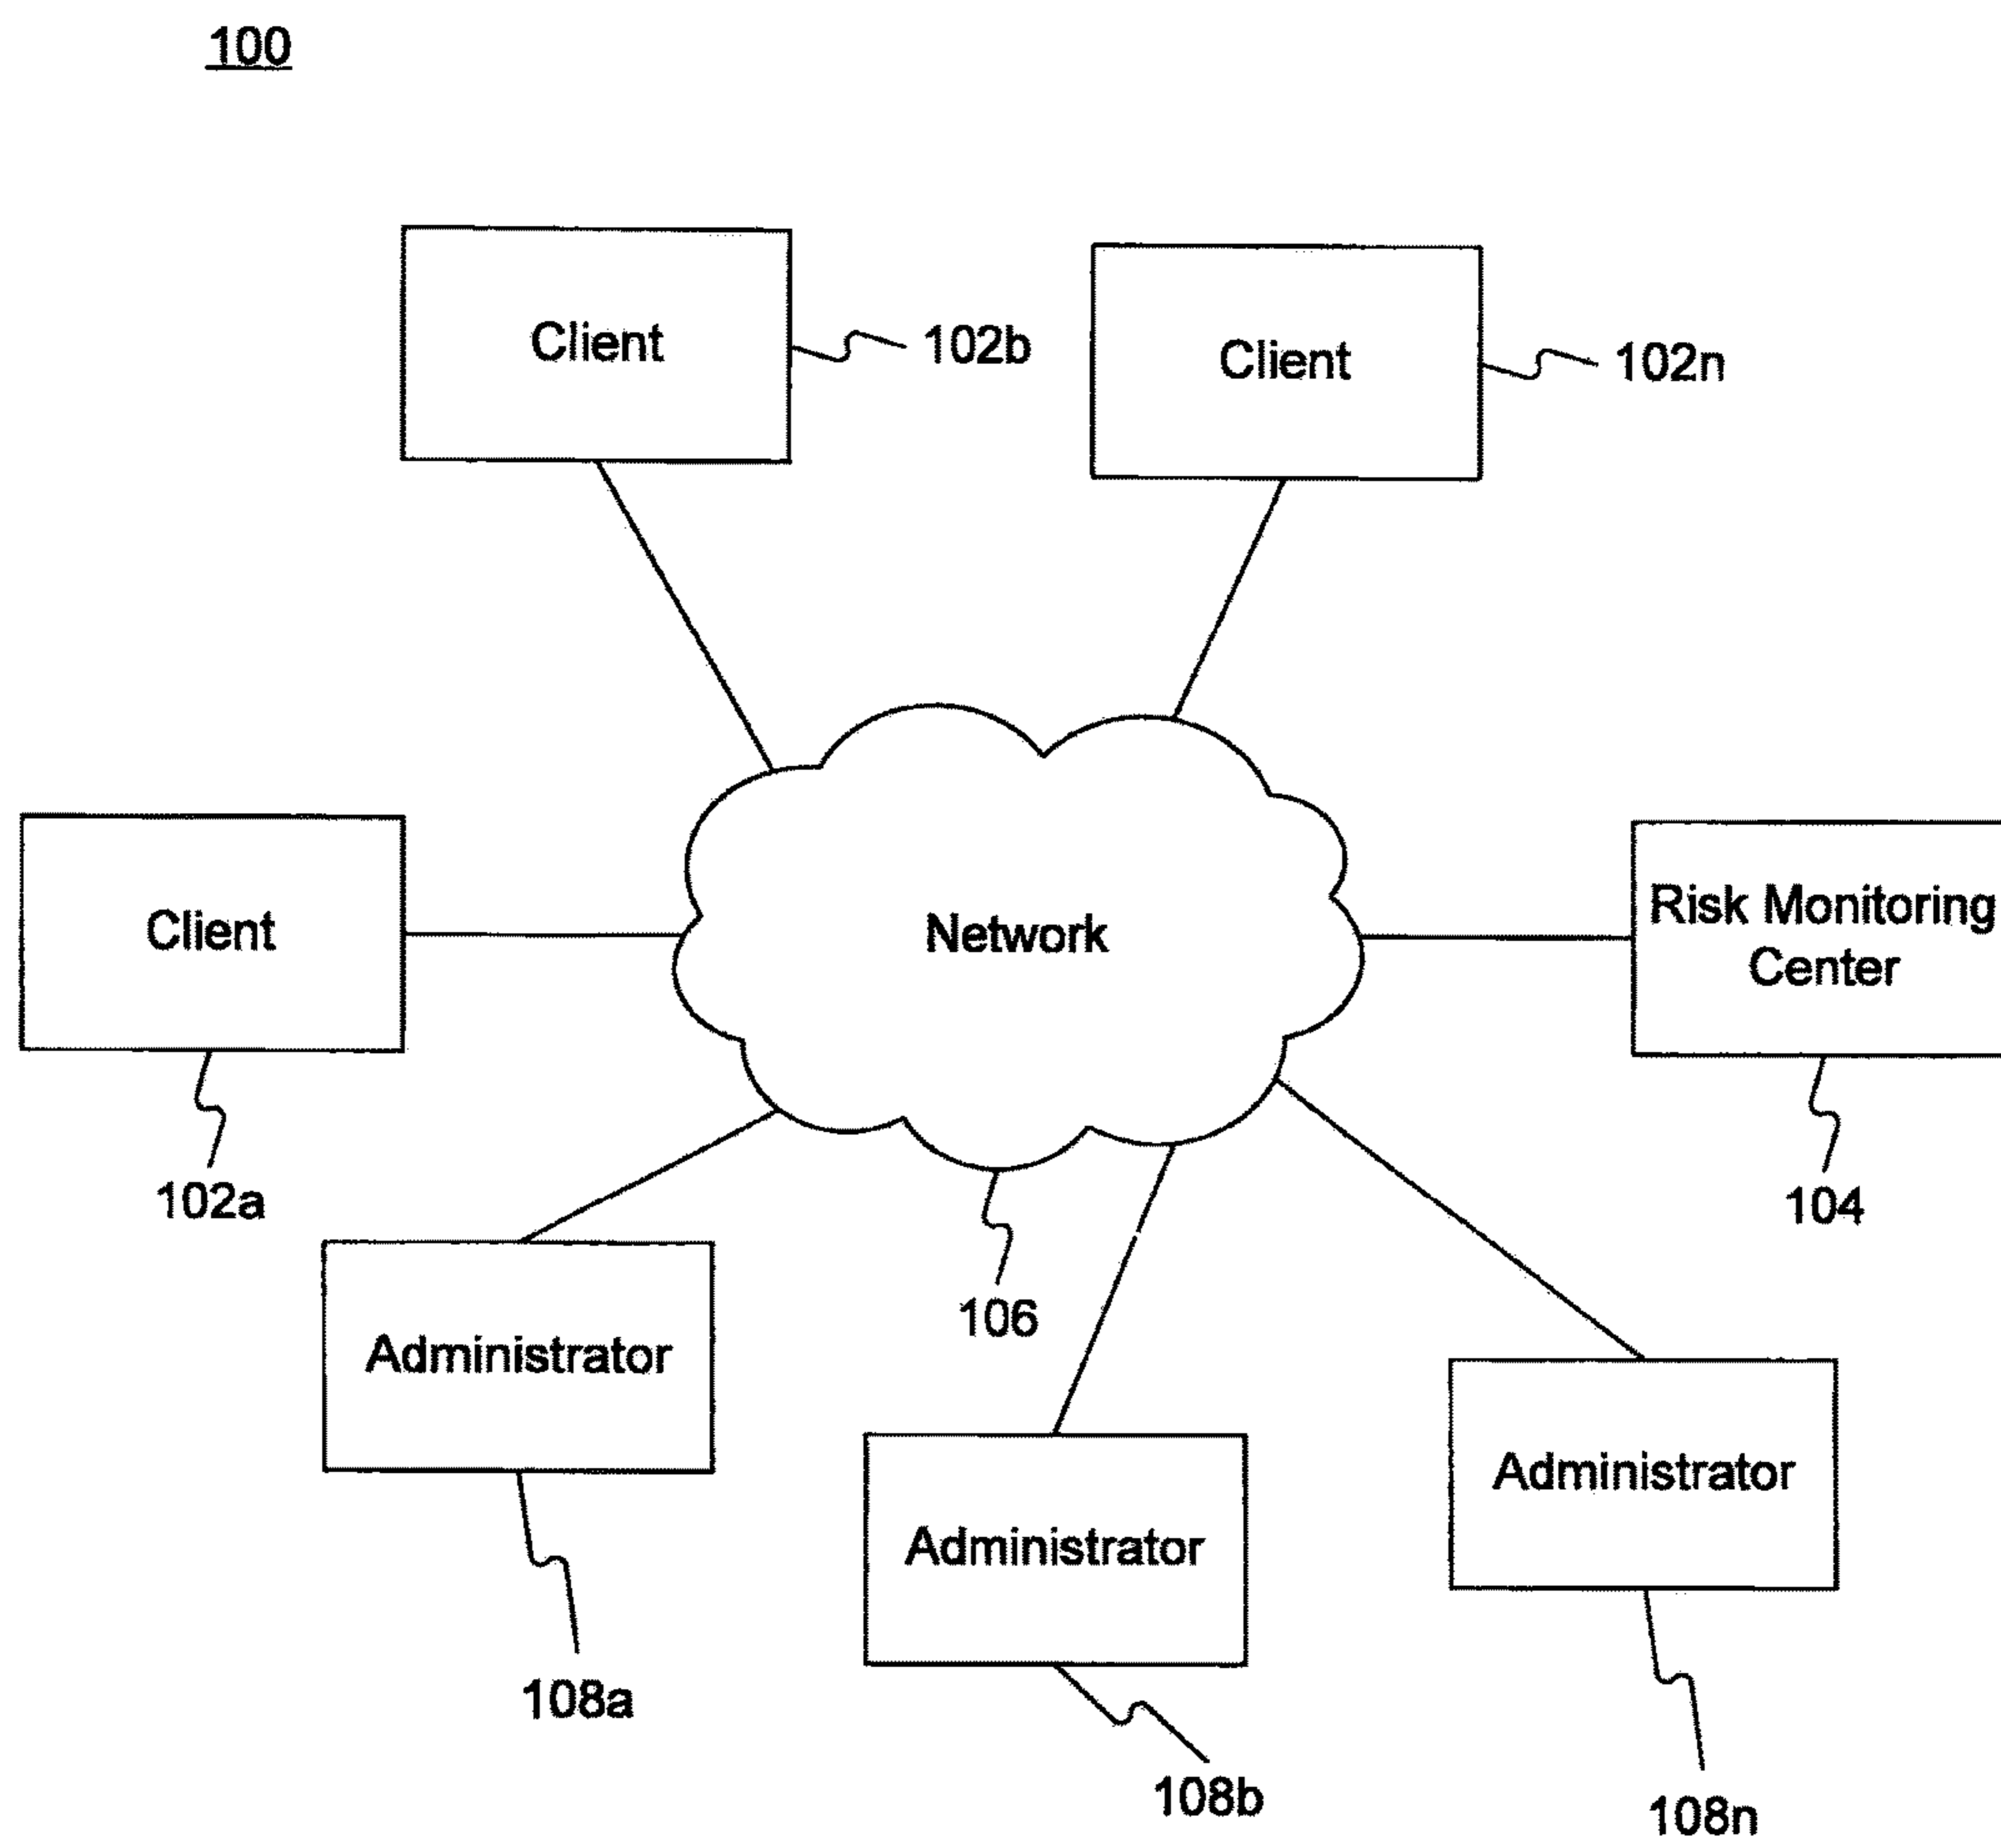 100
Client
102b
Client
102n
Client
102a
Network
106
Risk Monitoring
Center
104
Administrator
108a
Administrator
108b
Administrator
108n